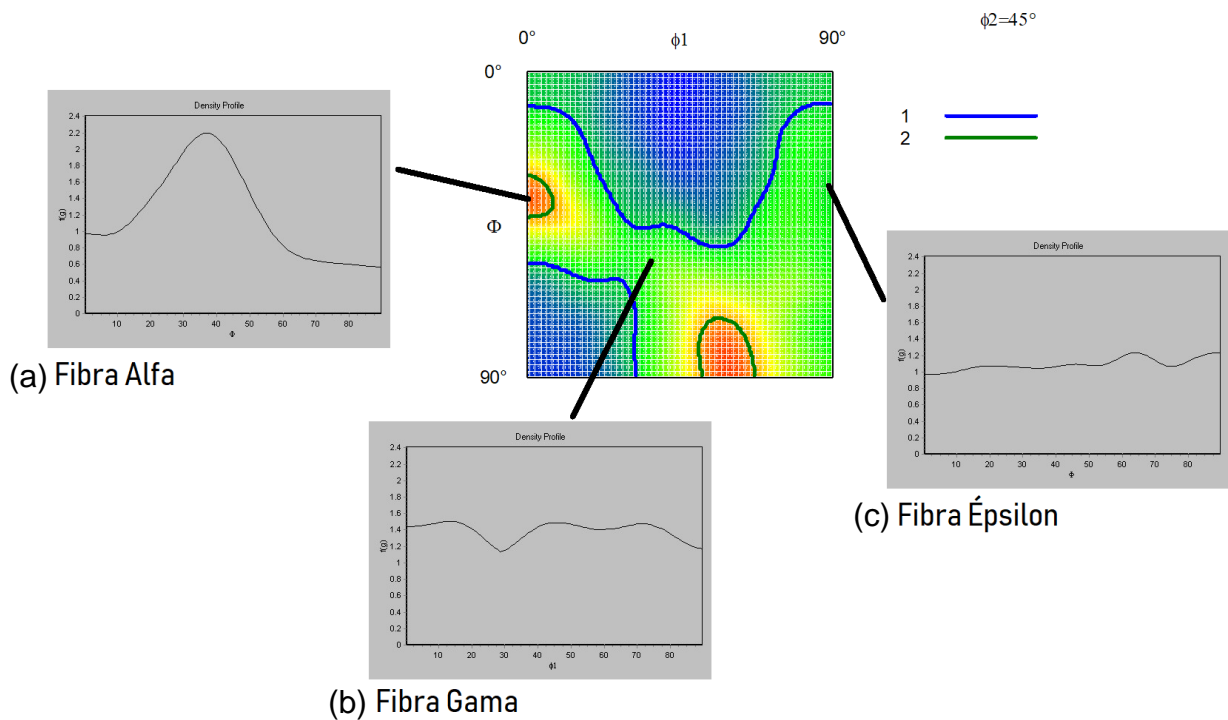 ϕ2=45°
0°
ϕ1
90°
0°
Φ
90°
1
2
Density Profile
f(g)
2.4
2.2
2
1.8
1.6
1.4
1.2
1
0.8
0.6
0.4
0.2
0
10 20 30 40 50 60 70 80
Φ
(a) Fibra Alfa
Density Profile
f(g)
2.4
2.2
2
1.8
1.6
1.4
1.2
1
0.8
0.6
0.4
0.2
0
10 20 30 40 50 60 70 80
ϕ1
(b) Fibra Gama
Density Profile
f(g)
2.4
2.2
2
1.8
1.6
1.4
1.2
1
0.8
0.6
0.4
0.2
0
10 20 30 40 50 60 70 80
Φ
(c) Fibra Épsilon